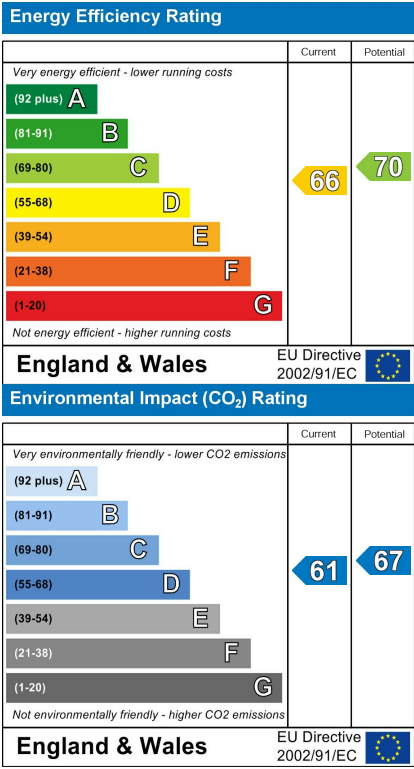 Energy Efficiency Rating
Current Potential
Very energy efficient - lower running costs
(92 plus) A
(81-91) B
(69-80) C
(55-68) D
(39-54) E
(21-38) F
(1-20) G
66
70
Not energy efficient - higher running costs
England & Wales
EU Directive
2002/91/EC
Environmental Impact (CO₂) Rating
Current Potential
Very environmentally friendly - lower CO2 emissions
(92 plus) A
(81-91) B
(69-80) C
(55-68) D
(39-54) E
(21-38) F
(1-20) G
61
67
Not environmentally friendly - higher CO2 emissions
England & Wales
EU Directive
2002/91/EC